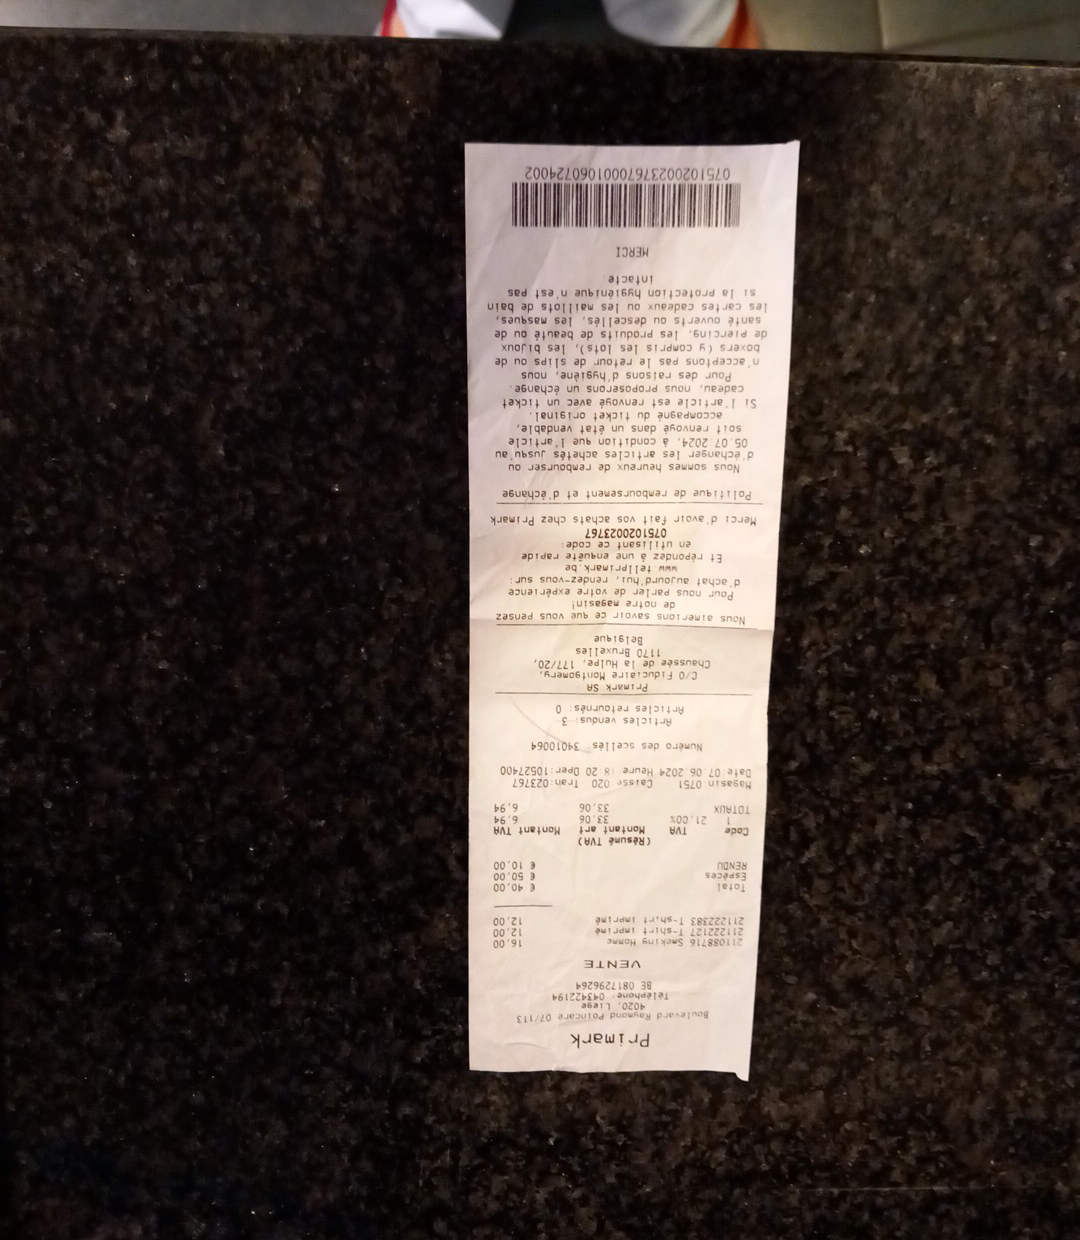 Primark
Boulevard Raymond Poincaré 07/113
4020, Liege
Téléphone: 043422194
BE 0817296264
VENTE
211088716 Smoking Homme 16,00
211222127 T-shirt imprimé 12,00
211222383 T-shirt imprimé 12,00
Total € 40,00
Espèces € 50,00
RENDU € 10,00
(Résumé TVA)
Code TVA Montant art Montant TVA
1 21,00% 33,06 6,94
TOTAUX 33,06 6,94
Magasin:0751 Caisse:020 Tran:023767
Date:07.06.2024 Heure:18:20 Oper:10527400
Numéro des scellés: 34010064
Articles vendus: 3
Articles retournés: 0
Primark SA
C/O Fiduciaire Montgomery,
Chaussée de la Hulpe, 177/20,
1170 Bruxelles
Belgique
Nous aimerions savoir ce que vous pensez
de notre magasin!
Pour nous parler de votre expérience
d'achat aujourd'hui, rendez-vous sur:
www.tellprimark.be
Et répondez à une enquête rapide
en utilisant ce code:
0751020023767
Merci d'avoir fait vos achats chez Primark
Politique de remboursement et d'échange
Nous sommes heureux de rembourser ou
d'échanger les articles achetés jusqu'au
05.07.2024, à condition que l'article
soit renvoyé dans un état vendable,
accompagné du ticket original.
Si l'article est renvoyé avec un ticket
cadeau, nous proposerons un échange.
Pour des raisons d'hygiène, nous
n'acceptons pas le retour de slips ou de
boxers (y compris les lots), les bijoux
de piercing, les produits de beauté ou de
santé ouverts ou descellés, les masques,
les cartes cadeaux ou les maillots de bain
si la protection hygiénique n'est pas
intacte.
MERCI
0751020023767000106072​4002